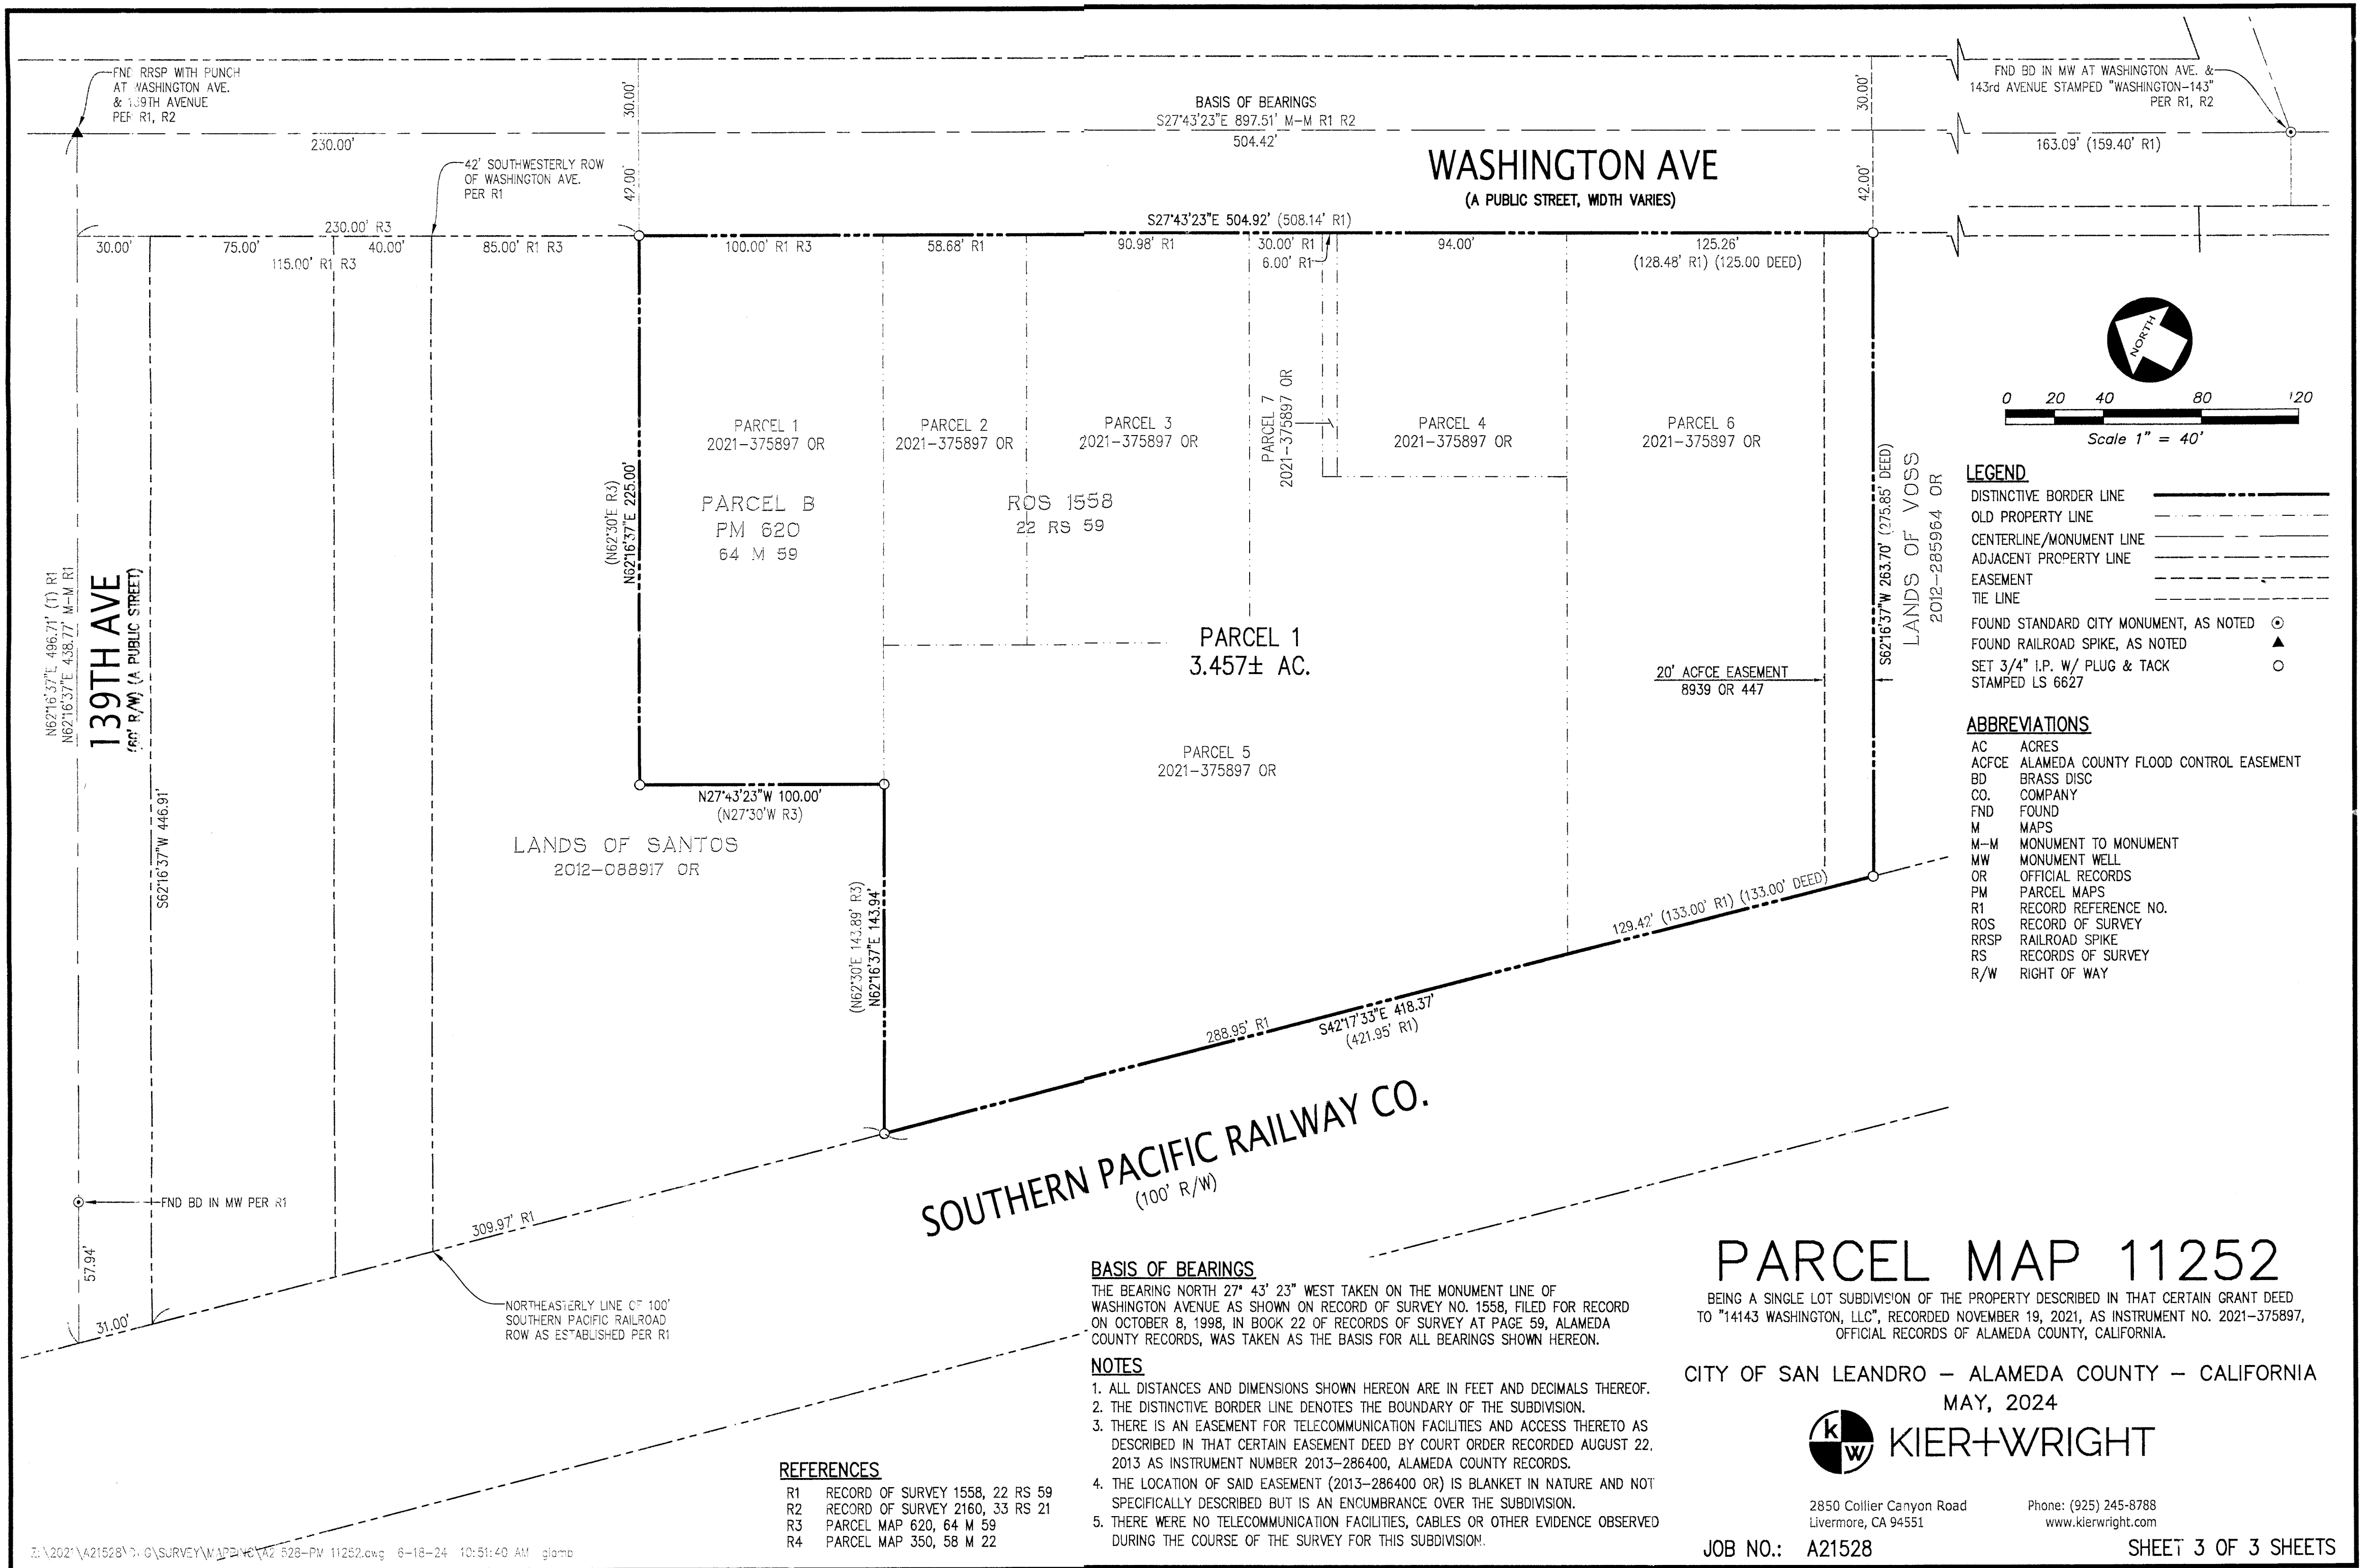 FND RRSP WITH PUNCH
AT WASHINGTON AVE.
& 139TH AVENUE
PER R1, R2
230.00'
42' SOUTHWESTERLY ROW
OF WASHINGTON AVE.
PER R1
30.00'
42.00'
BASIS OF BEARINGS
S27°43'23"E 897.51' M-M R1 R2
504.42'
WASHINGTON AVE
(A PUBLIC STREET, WIDTH VARIES)
30.00'
42.00'
FND BD IN MW AT WASHINGTON AVE. &
143rd AVENUE STAMPED "WASHINGTON-143"
PER R1, R2
163.09' (159.40' R1)
230.00' R3
30.00'
75.00'
40.00'
85.00' R1 R3
115.00' R1 R3
S27°43'23"E 504.92' (508.14' R1)
100.00' R1 R3
58.68' R1
90.98' R1
30.00' R1
6.00' R1
94.00'
125.26'
(128.48' R1) (125.00 DEED)
NORTH
0 20 40 80 120
Scale 1" = 40'
PARCEL 1
2021-375897 OR
PARCEL 2
2021-375897 OR
PARCEL 3
2021-375897 OR
PARCEL 7
2021-375897 OR
PARCEL 4
2021-375897 OR
PARCEL 6
2021-375897 OR
PARCEL B
PM 620
64 M 59
ROS 1558
22 RS 59
(N62°30'E R3)
N62°16'37"E 225.00'
S62°16'37"W 263.70' (275.85' DEED)
LANDS OF VOSS
2012-285964 OR
N62°16'37"E 496.71' (T) R1
N62°16'37"E 438.77' M-M R1
139TH AVE
(60' R/W) (A PUBLIC STREET)
S62°16'37"W 446.91'
PARCEL 1
3.457± AC.
20' ACFCE EASEMENT
8939 OR 447
PARCEL 5
2021-375897 OR
N27°43'23"W 100.00'
(N27°30'W R3)
LANDS OF SANTOS
2012-088917 OR
(N62°30'E 143.89' R3)
N62°16'37"E 143.94'
129.42' (133.00' R1) (133.00' DEED)
288.95' R1
S42°17'33"E 418.37'
(421.95' R1)
SOUTHERN PACIFIC RAILWAY CO.
(100' R/W)
FND BD IN MW PER R1
309.97' R1
57.94'
31.00'
NORTHEASTERLY LINE OF 100'
SOUTHERN PACIFIC RAILROAD
ROW AS ESTABLISHED PER R1
LEGEND
DISTINCTIVE BORDER LINE
OLD PROPERTY LINE
CENTERLINE/MONUMENT LINE
ADJACENT PROPERTY LINE
EASEMENT
TIE LINE
FOUND STANDARD CITY MONUMENT, AS NOTED
FOUND RAILROAD SPIKE, AS NOTED
SET 3/4" I.P. W/ PLUG & TACK
STAMPED LS 6627
ABBREVIATIONS
AC ACRES
ACFCE ALAMEDA COUNTY FLOOD CONTROL EASEMENT
BD BRASS DISC
CO. COMPANY
FND FOUND
M MAPS
M-M MONUMENT TO MONUMENT
MW MONUMENT WELL
OR OFFICIAL RECORDS
PM PARCEL MAPS
R1 RECORD REFERENCE NO.
ROS RECORD OF SURVEY
RRSP RAILROAD SPIKE
RS RECORDS OF SURVEY
R/W RIGHT OF WAY
BASIS OF BEARINGS
THE BEARING NORTH 27° 43' 23" WEST TAKEN ON THE MONUMENT LINE OF
WASHINGTON AVENUE AS SHOWN ON RECORD OF SURVEY NO. 1558, FILED FOR RECORD
ON OCTOBER 8, 1998, IN BOOK 22 OF RECORDS OF SURVEY AT PAGE 59, ALAMEDA
COUNTY RECORDS, WAS TAKEN AS THE BASIS FOR ALL BEARINGS SHOWN HEREON.
NOTES
1. ALL DISTANCES AND DIMENSIONS SHOWN HEREON ARE IN FEET AND DECIMALS THEREOF.
2. THE DISTINCTIVE BORDER LINE DENOTES THE BOUNDARY OF THE SUBDIVISION.
3. THERE IS AN EASEMENT FOR TELECOMMUNICATION FACILITIES AND ACCESS THERETO AS
DESCRIBED IN THAT CERTAIN EASEMENT DEED BY COURT ORDER RECORDED AUGUST 22,
2013 AS INSTRUMENT NUMBER 2013-286400, ALAMEDA COUNTY RECORDS.
4. THE LOCATION OF SAID EASEMENT (2013-286400 OR) IS BLANKET IN NATURE AND NOT
SPECIFICALLY DESCRIBED BUT IS AN ENCUMBRANCE OVER THE SUBDIVISION.
5. THERE WERE NO TELECOMMUNICATION FACILITIES, CABLES OR OTHER EVIDENCE OBSERVED
DURING THE COURSE OF THE SURVEY FOR THIS SUBDIVISION.
REFERENCES
R1 RECORD OF SURVEY 1558, 22 RS 59
R2 RECORD OF SURVEY 2160, 33 RS 21
R3 PARCEL MAP 620, 64 M 59
R4 PARCEL MAP 350, 58 M 22
PARCEL MAP 11252
BEING A SINGLE LOT SUBDIVISION OF THE PROPERTY DESCRIBED IN THAT CERTAIN GRANT DEED
TO "14143 WASHINGTON, LLC", RECORDED NOVEMBER 19, 2021, AS INSTRUMENT NO. 2021-375897,
OFFICIAL RECORDS OF ALAMEDA COUNTY, CALIFORNIA.
CITY OF SAN LEANDRO - ALAMEDA COUNTY - CALIFORNIA
MAY, 2024
kw KIER+WRIGHT
2850 Collier Canyon Road Phone: (925) 245-8788
Livermore, CA 94551 www.kierwright.com
JOB NO.: A21528 SHEET 3 OF 3 SHEETS
11252.dwg 6-18-24 10:51:40 AM